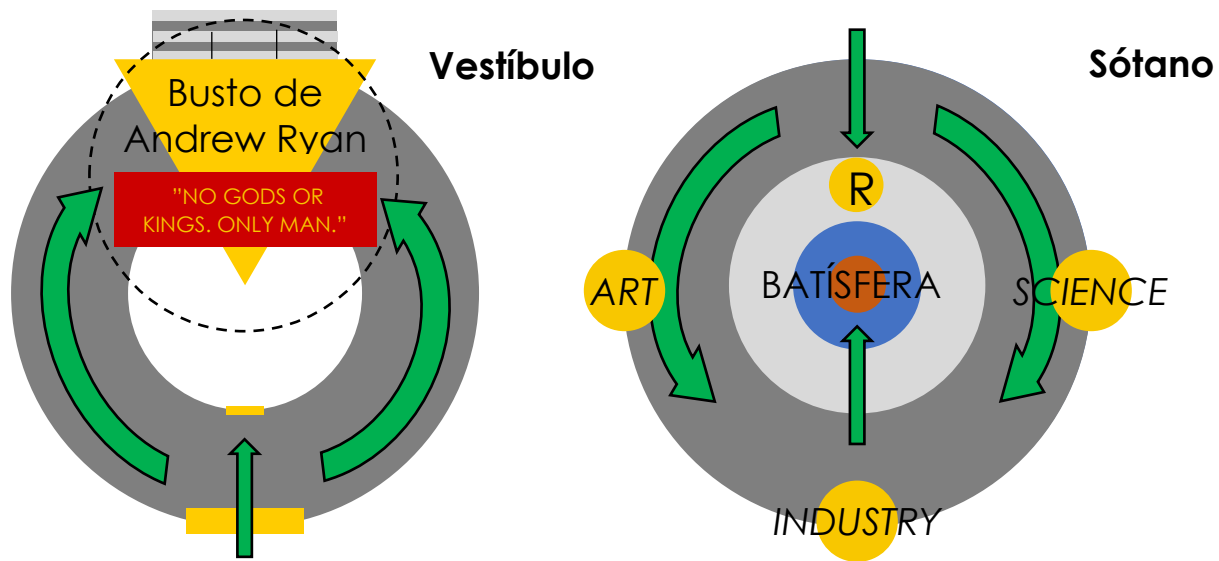 Vestíbulo
Busto de
Andrew Ryan
”NO GODS OR
KINGS. ONLY MAN.”
Sótano
R
ART
BATÍSFERA
SCIENCE
INDUSTRY